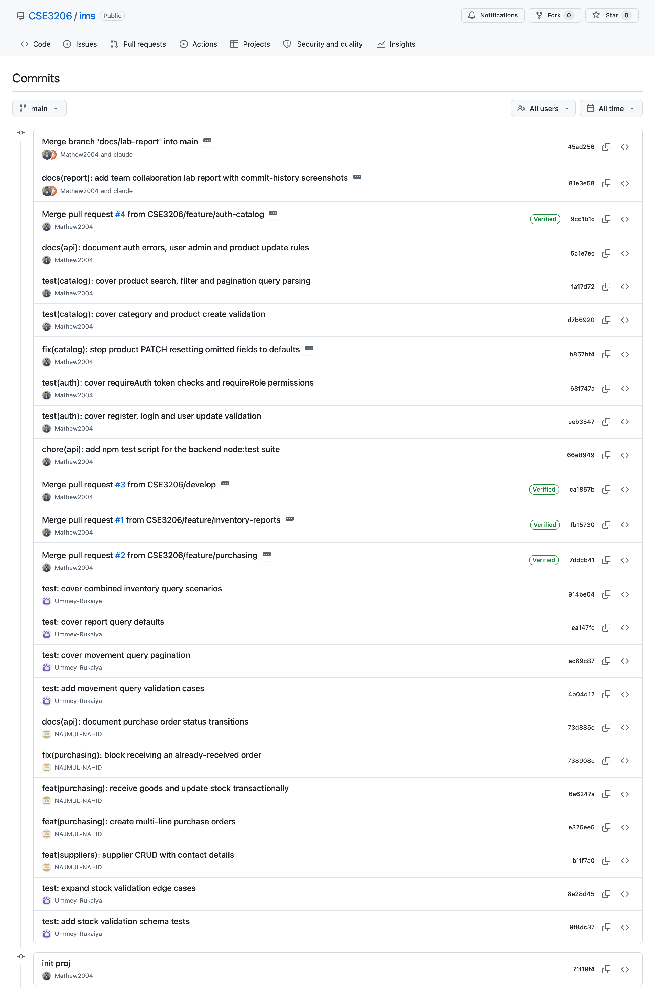 CSE3206 / ims Public
Notifications Fork 0 Star 0
Code Issues Pull requests Actions Projects Security and quality Insights
Commits
main All users All time
Merge branch 'docs/lab-report' into main
Mathew2004 and claude
45ad256
docs(report): add team collaboration lab report with commit-history screenshots
Mathew2004 and claude
81e3e58
Merge pull request #4 from CSE3206/feature/auth-catalog
Mathew2004
Verified 9cc1b1c
docs(api): document auth errors, user admin and product update rules
Mathew2004
5c1e7ec
test(catalog): cover product search, filter and pagination query parsing
Mathew2004
1a17d72
test(catalog): cover category and product create validation
Mathew2004
d7b6920
fix(catalog): stop product PATCH resetting omitted fields to defaults
Mathew2004
b857bf4
test(auth): cover requireAuth token checks and requireRole permissions
Mathew2004
68f747a
test(auth): cover register, login and user update validation
Mathew2004
eeb3547
chore(api): add npm test script for the backend node:test suite
Mathew2004
66e8949
Merge pull request #3 from CSE3206/develop
Mathew2004
Verified ca1857b
Merge pull request #1 from CSE3206/feature/inventory-reports
Mathew2004
Verified fb15730
Merge pull request #2 from CSE3206/feature/purchasing
Mathew2004
Verified 7ddcb41
test: cover combined inventory query scenarios
Ummey-Rukaiya
914be04
test: cover report query defaults
Ummey-Rukaiya
ea147fc
test: cover movement query pagination
Ummey-Rukaiya
ac69c87
test: add movement query validation cases
Ummey-Rukaiya
4b04d12
docs(api): document purchase order status transitions
NAJMUL-NAHID
73d885e
fix(purchasing): block receiving an already-received order
NAJMUL-NAHID
738908c
feat(purchasing): receive goods and update stock transactionally
NAJMUL-NAHID
6a6247a
feat(purchasing): create multi-line purchase orders
NAJMUL-NAHID
e325ee5
feat(suppliers): supplier CRUD with contact details
NAJMUL-NAHID
b1ff7a0
test: expand stock validation edge cases
Ummey-Rukaiya
8e28d45
test: add stock validation schema tests
Ummey-Rukaiya
9f8dc37
init proj
Mathew2004
71f19f4